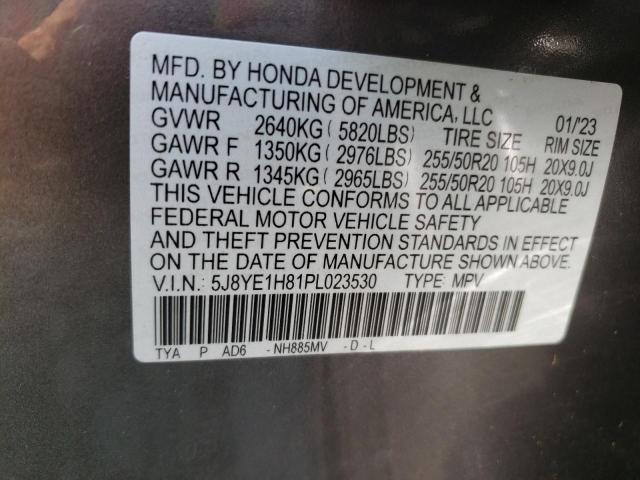 MFD. BY HONDA DEVELOPMENT &
MANUFACTURING OF AMERICA, LLC 01/'23
GVWR 2640KG ( 5820LBS) TIRE SIZE RIM SIZE
GAWR F 1350KG ( 2976LBS) 255/50R20 105H 20X9.0J
GAWR R 1345KG ( 2965LBS) 255/50R20 105H 20X9.0J
THIS VEHICLE CONFORMS TO ALL APPLICABLE
FEDERAL MOTOR VEHICLE SAFETY
AND THEFT PREVENTION STANDARDS IN EFFECT
ON THE DATE OF MANUFACTURE SHOWN ABOVE.
V.I.N.: 5J8YE1H81PL023530 TYPE: MPV
TYA P AD6 -NH885MV -D-L